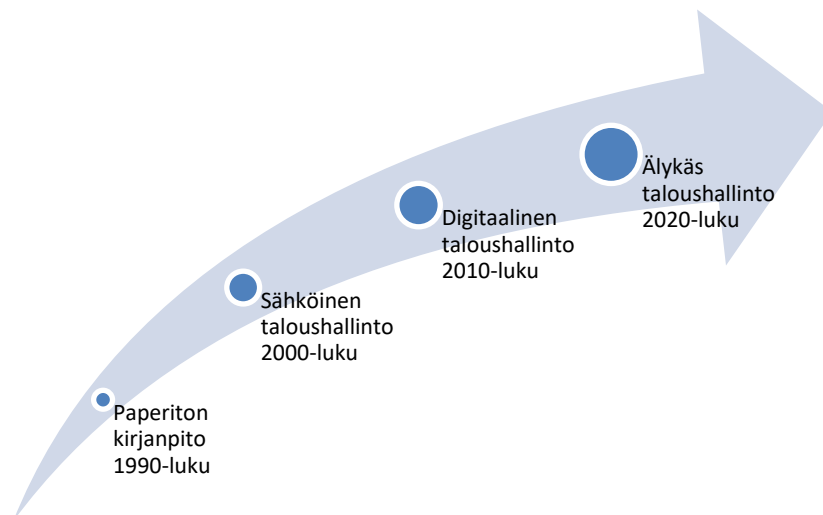 Älykäs
taloushallinto
2020-luku
Digitaalinen
taloushallinto
2010-luku
Sähköinen
taloushallinto
2000-luku
Paperiton
kirjanpito
1990-luku